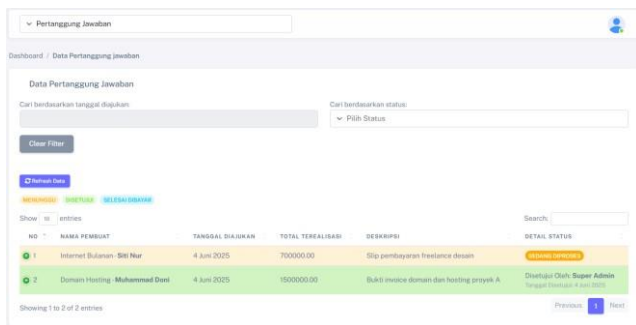 Pertanggung Jawaban
Dashboard / Data Pertanggung jawaban
Data Pertanggung Jawaban
Cari berdasarkan tanggal diajukan:
Cari berdasarkan status:
Pilih Status
Clear Filter
Refresh Data
MENUNGGU DISETUJUI SELESAI DIBAYAR
Show 10 entries
Search:
NO NAMA PEMBUAT TANGGAL DIAJUKAN TOTAL TEREALISASI DESKRIPSI DETAIL STATUS
1 Internet Bulanan - Siti Nur 4 Juni 2025 700000.00 Slip pembayaran freelance desain SEDANG DIPROSES
2 Domain Hosting - Muhammad Doni 4 Juni 2025 1500000.00 Bukti invoice domain dan hosting proyek A Disetujui Oleh: Super Admin
Tanggal Disetujui: 4 Juni 2025
Showing 1 to 2 of 2 entries
Previous 1 Next